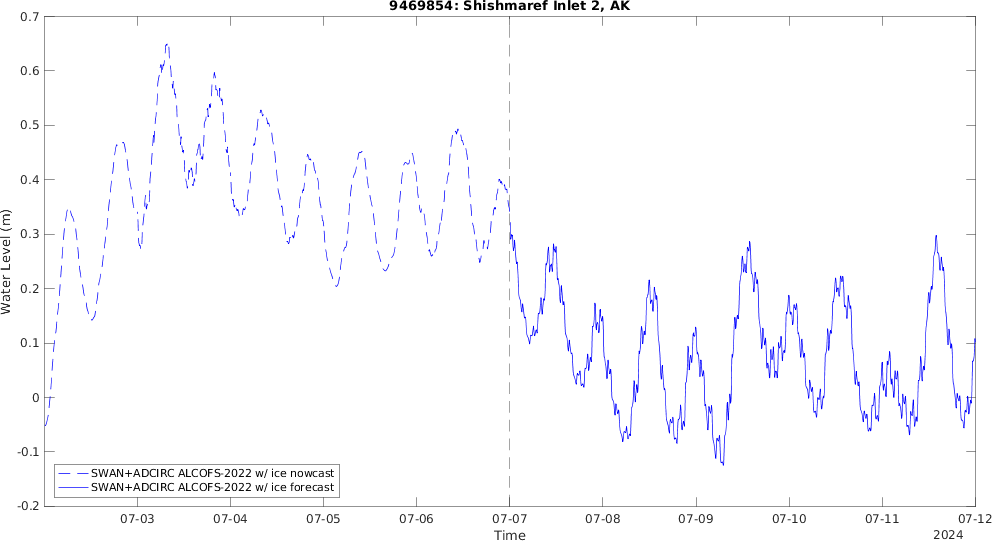 9469854: Shishmaref Inlet 2, AK
0.7
0.6
0.5
0.4
0.3
0.2
0.1
0
-0.1
-0.2
Water Level (m)
SWAN+ADCIRC ALCOFS-2022 w/ ice nowcast
SWAN+ADCIRC ALCOFS-2022 w/ ice forecast
07-03 07-04 07-05 07-06 07-07 07-08 07-09 07-10 07-11 07-12
Time
2024